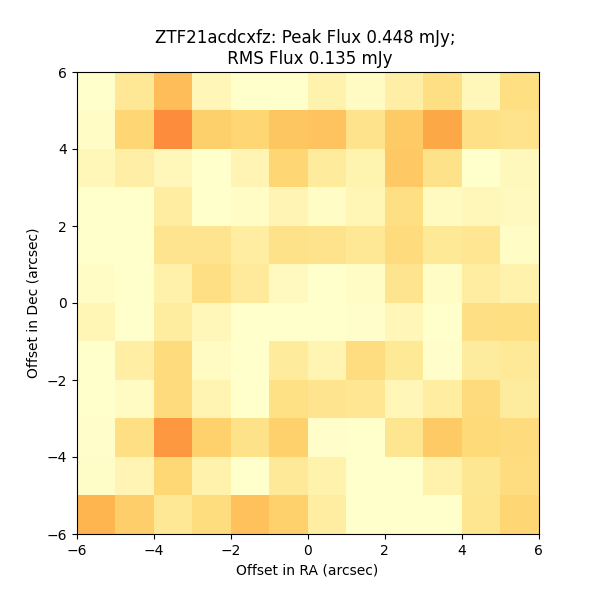 ZTF21acdcxfz: Peak Flux 0.448 mJy;
RMS Flux 0.135 mJy
6
4
2
0
−2
−4
−6
Offset in Dec (arcsec)
−6 −4 −2 0 2 4 6
Offset in RA (arcsec)